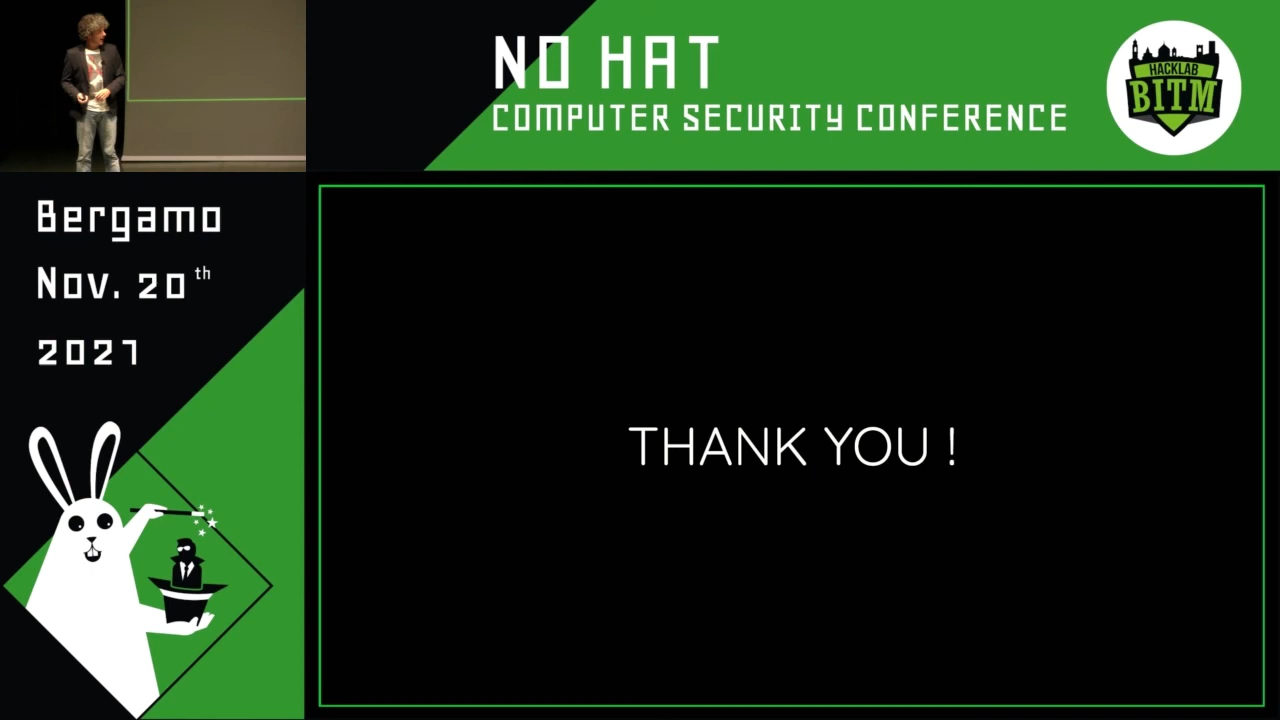 NO HAT
COMPUTER SECURITY CONFERENCE
HACKLAB
BITM
Bergamo
Nov. 20th
2021
THANK YOU !